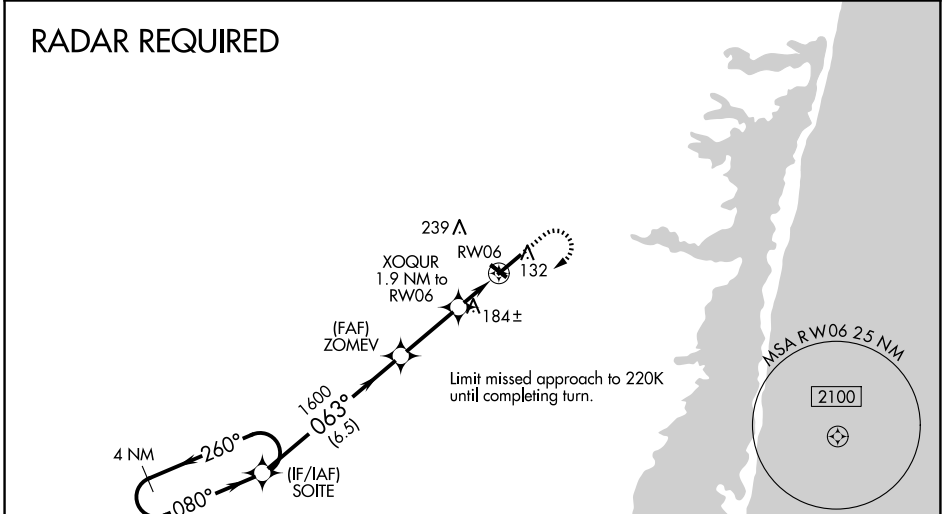 RADAR REQUIRED
239
RW06
132
XOQUR
1.9 NM to
RW06
184±
(FAF)
ZOMEV
Limit missed approach to 220K
until completing turn.
MSA RW06 25 NM
2100
1600
063°
(6.5)
4 NM
260°
080°
(IF/IAF)
SOITE